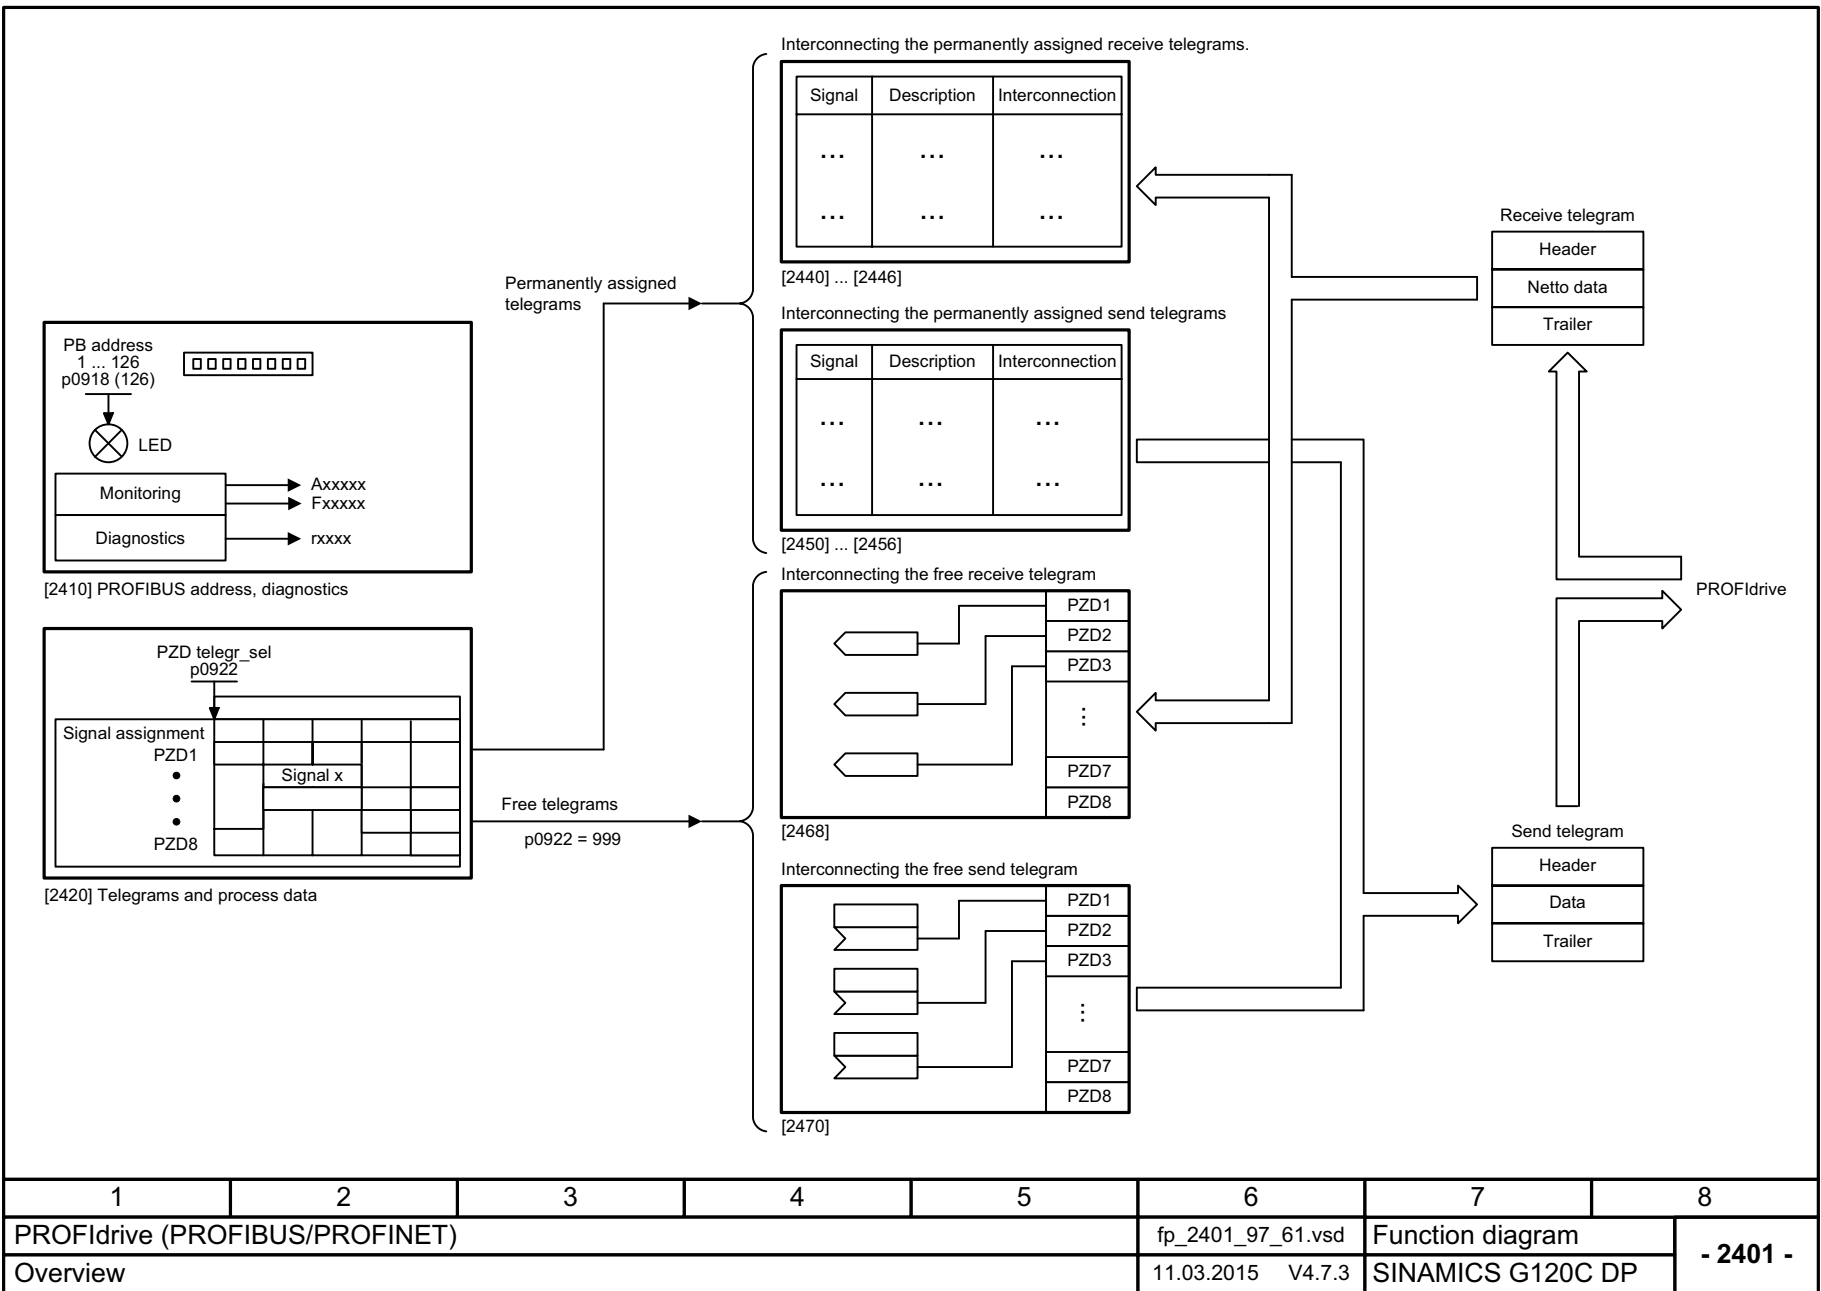 Interconnecting the permanently assigned receive telegrams.
Signal Description Interconnection
... ... ...
... ... ...
[2440] ... [2446]
Permanently assigned
telegrams
Interconnecting the permanently assigned send telegrams
Signal Description Interconnection
... ... ...
... ... ...
[2450] ... [2456]
PB address
1 ... 126
p0918 (126)
LED
Monitoring
Axxxxx
Fxxxxx
Diagnostics
rxxxx
[2410] PROFIBUS address, diagnostics
PZD telegr_sel
p0922
Signal assignment
PZD1
Signal x
PZD8
[2420] Telegrams and process data
Free telegrams
p0922 = 999
Interconnecting the free receive telegram
PZD1
PZD2
PZD3
⋮
PZD7
PZD8
[2468]
Interconnecting the free send telegram
PZD1
PZD2
PZD3
⋮
PZD7
PZD8
[2470]
Receive telegram
Header
Netto data
Trailer
PROFIdrive
Send telegram
Header
Data
Trailer
1 2 3 4 5 6 7 8
PROFIdrive (PROFIBUS/PROFINET) fp_2401_97_61.vsd Function diagram
- 2401 -
Overview 11.03.2015 V4.7.3 SINAMICS G120C DP